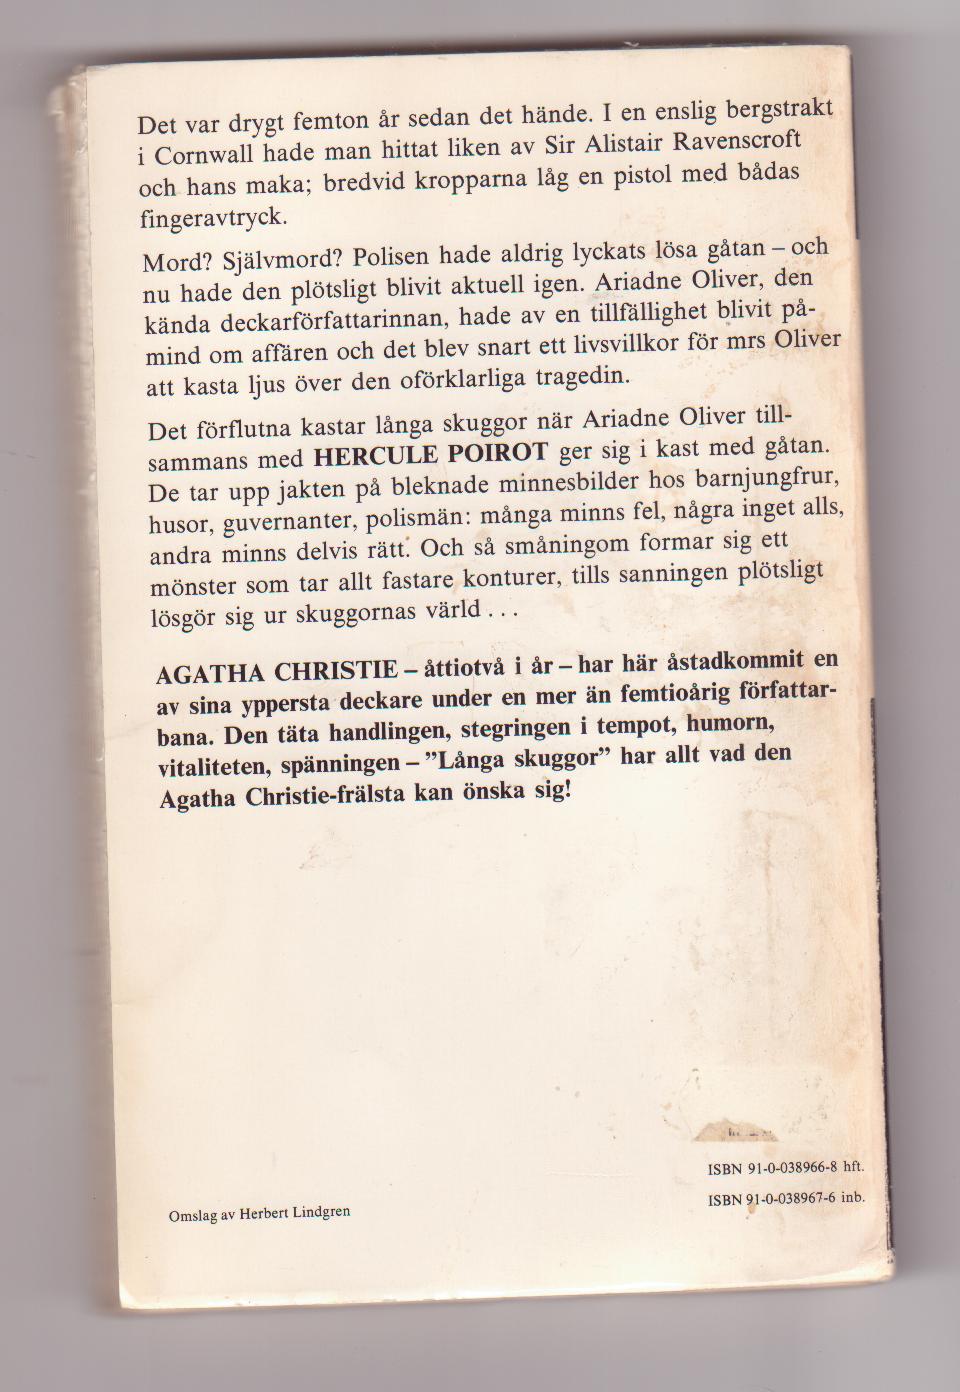 Det var drygt femton år sedan det hände. I en enslig bergstrakt
i Cornwall hade man hittat liken av Sir Alistair Ravenscroft
och hans maka; bredvid kropparna låg en pistol med bådas
fingeravtryck.
Mord? Självmord? Polisen hade aldrig lyckats lösa gåtan – och
nu hade den plötsligt blivit aktuell igen. Ariadne Oliver, den
kända deckarförfattarinnan, hade av en tillfällighet blivit på-
mind om affären och det blev snart ett livsvillkor för mrs Oliver
att kasta ljus över den oförklarliga tragedin.
Det förflutna kastar långa skuggor när Ariadne Oliver till-
sammans med HERCULE POIROT ger sig i kast med gåtan.
De tar upp jakten på bleknade minnesbilder hos barnjungfrur,
husor, guvernanter, polismän: många minns fel, några inget alls,
andra minns delvis rätt. Och så småningom formar sig ett
mönster som tar allt fastare konturer, tills sanningen plötsligt
lösgör sig ur skuggornas värld . . .
AGATHA CHRISTIE – åttiotvå i år – har här åstadkommit en
av sina yppersta deckare under en mer än femtioårig författar-
bana. Den täta handlingen, stegringen i tempot, humorn,
vitaliteten, spänningen – ”Långa skuggor” har allt vad den
Agatha Christie-frälsta kan önska sig!
ISBN 91-0-038966-8 hft.
ISBN 91-0-038967-6 inb.
Omslag av Herbert Lindgren